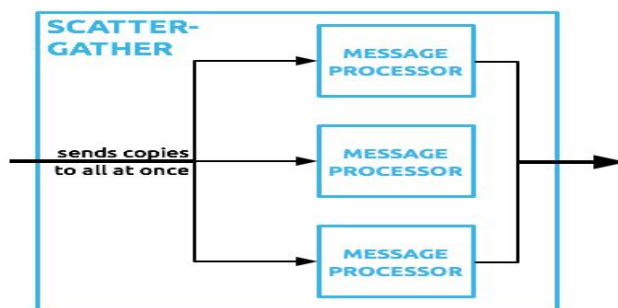 SCATTER-
GATHER
MESSAGE
PROCESSOR
sends copies
to all at once
MESSAGE
PROCESSOR
MESSAGE
PROCESSOR